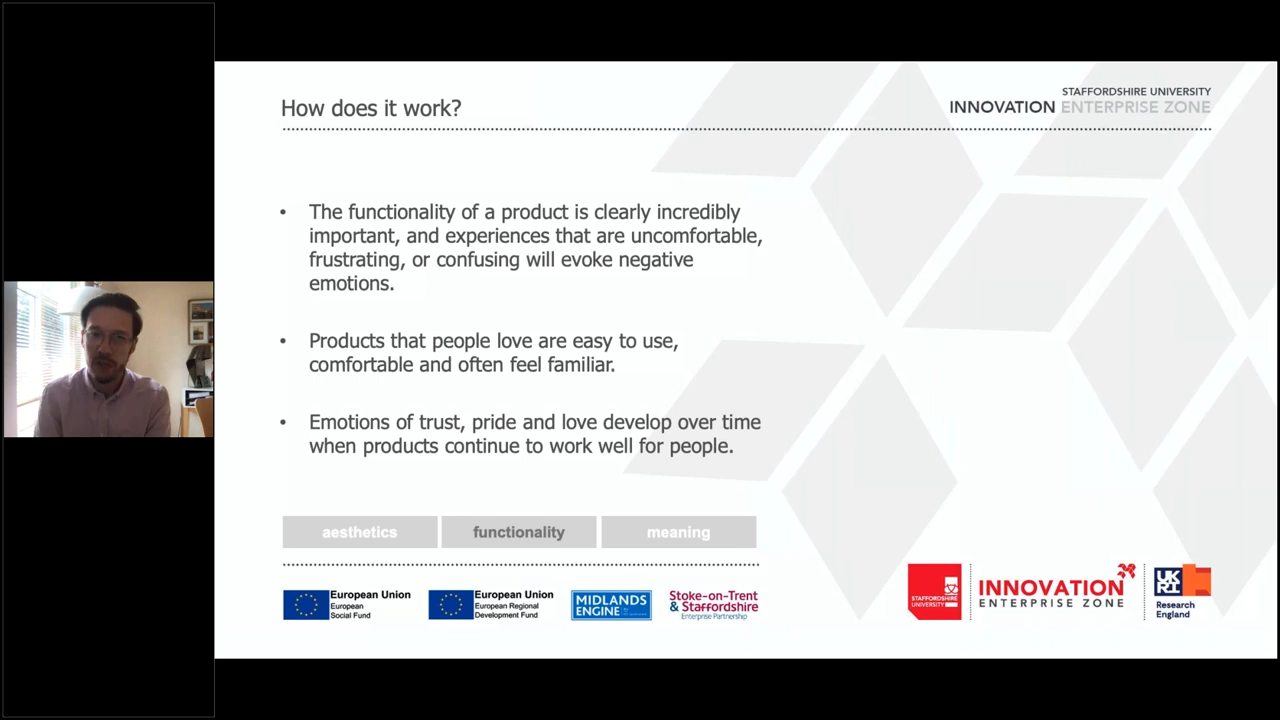 How does it work?
STAFFORDSHIRE UNIVERSITY
INNOVATION ENTERPRISE ZONE
• The functionality of a product is clearly incredibly
important, and experiences that are uncomfortable,
frustrating, or confusing will evoke negative
emotions.
• Products that people love are easy to use,
comfortable and often feel familiar.
• Emotions of trust, pride and love develop over time
when products continue to work well for people.
aesthetics
functionality
meaning
European Union
European
Social Fund
European Union
European Regional
Development Fund
MIDLANDS
ENGINE
Stoke-on-Trent
& Staffordshire
Enterprise Partnership
STAFFORDSHIRE
UNIVERSITY
INNOVATION
ENTERPRISE ZONE
UK
RI
Research
England